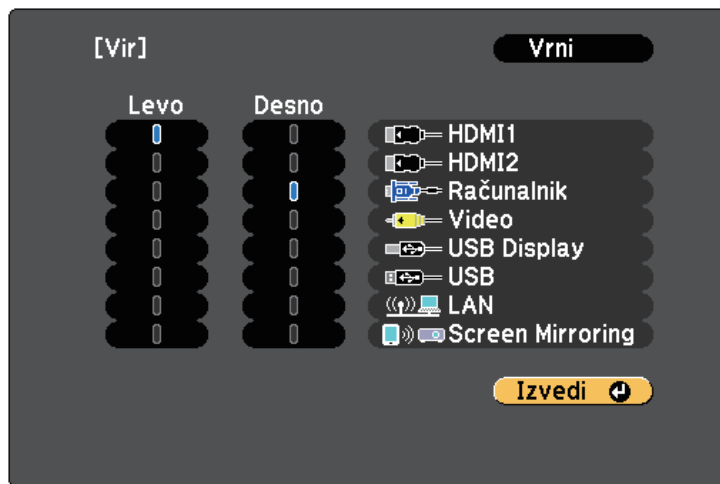 [Vir]
Vrni
Levo
Desno
HDMI1
HDMI2
Računalnik
Video
USB Display
USB
LAN
Screen Mirroring
Izvedi